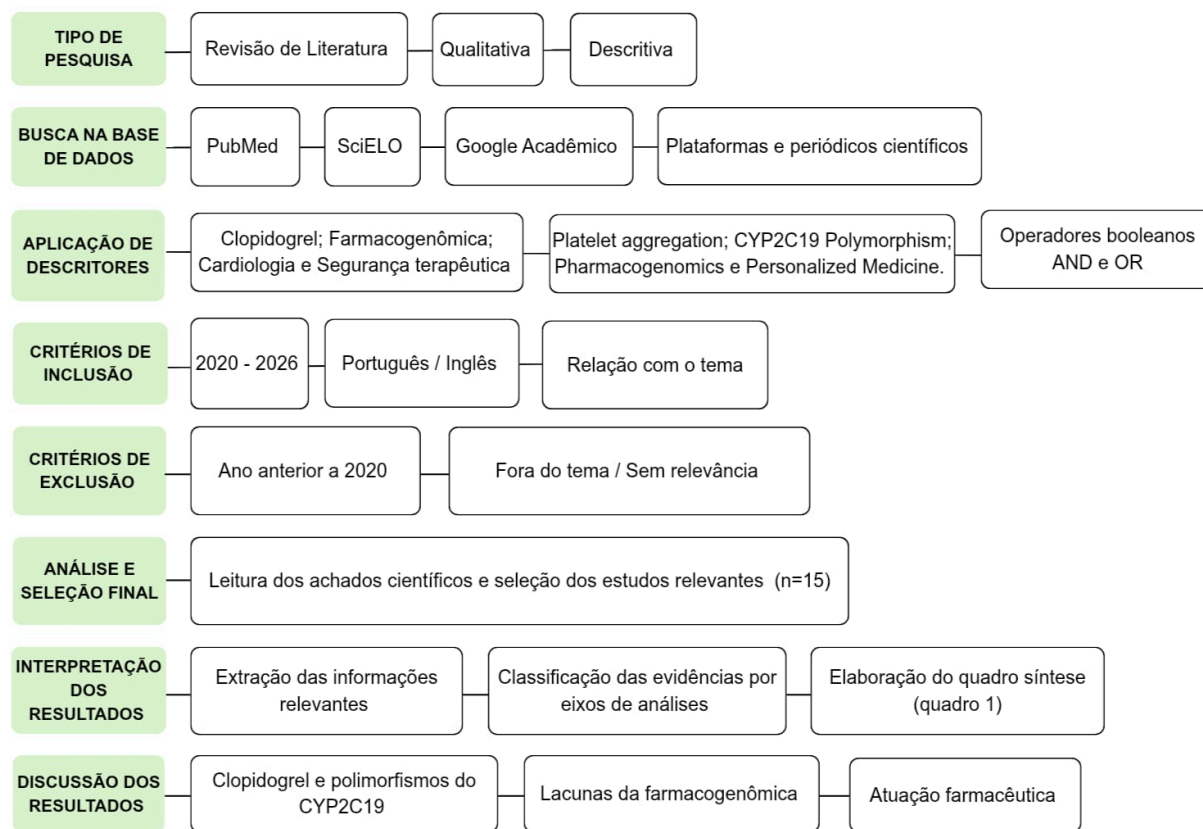 TIPO DE
PESQUISA
Revisão de Literatura
Qualitativa
Descritiva
BUSCA NA BASE
DE DADOS
PubMed
SciELO
Google Acadêmico
Plataformas e periódicos científicos
APLICAÇÃO DE
DESCRITORES
Clopidogrel; Farmacogenômica;
Cardiologia e Segurança terapêutica
Platelet aggregation; CYP2C19 Polymorphism;
Pharmacogenomics e Personalized Medicine.
Operadores booleanos
AND e OR
CRITÉRIOS DE
INCLUSÃO
2020 - 2026
Português / Inglês
Relação com o tema
CRITÉRIOS DE
EXCLUSÃO
Ano anterior a 2020
Fora do tema / Sem relevância
ANÁLISE E
SELEÇÃO FINAL
Leitura dos achados científicos e seleção dos estudos relevantes (n=15)
INTERPRETAÇÃO
DOS
RESULTADOS
Extração das informações
relevantes
Classificação das evidências por
eixos de análises
Elaboração do quadro síntese
(quadro 1)
DISCUSSÃO DOS
RESULTADOS
Clopidogrel e polimorfismos do
CYP2C19
Lacunas da farmacogenômica
Atuação farmacêutica